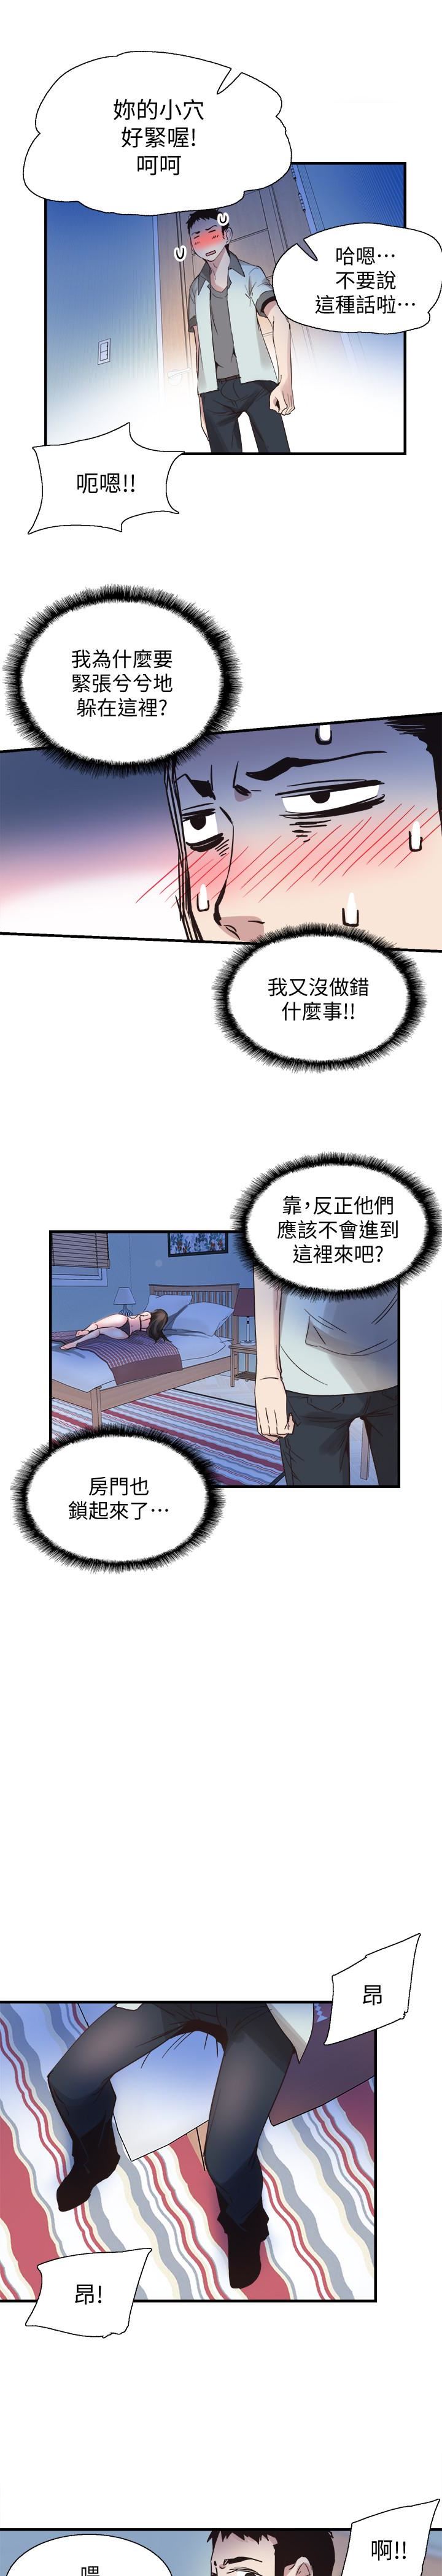 妳的小穴
好緊喔!
呵呵
哈嗯…
不要說
這種話啦…
呃嗯!!
我為什麼要
緊張兮兮地
躲在這裡?
我又沒做錯
什麼事!!
靠,反正他們
應該不會進到
這裡來吧?
房門也
鎖起來了…
昂
昂!
啊!!